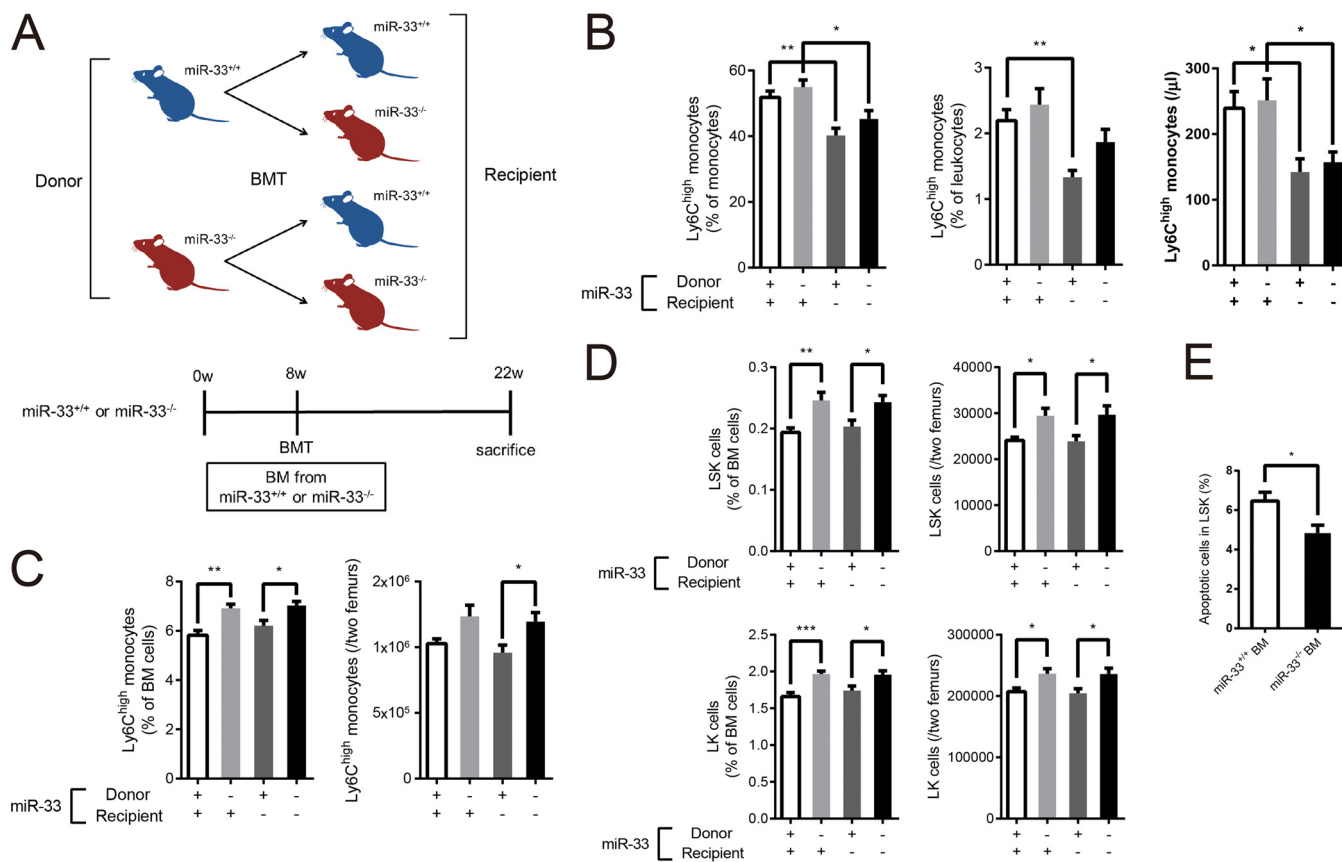 A
miR-33+/+
miR-33+/+
miR-33-/-
Donor
BMT
Recipient
miR-33+/+
miR-33-/-
miR-33-/-
0w
8w
22w
miR-33+/+ or miR-33-/-
BMT
sacrifice
BM from
miR-33+/+ or miR-33-/-
B
Ly6Chigh monocytes
(% of monocytes)
60
40
20
0
**
*
Ly6Chigh monocytes
(% of leukocytes)
3
2
1
0
**
Ly6Chigh monocytes (/μl)
300
200
100
0
*
*
miR-33
Donor
+ - + -
+ - + -
+ - + -
Recipient
+ + - -
+ + - -
+ + - -
C
Ly6Chigh monocytes
(% of BM cells)
8
6
4
2
0
**
*
Ly6Chigh monocytes (/two femurs)
2x106
1x106
5x105
0
*
miR-33
Donor
+ - + -
+ - + -
Recipient
+ + - -
+ + - -
D
LSK cells
(% of BM cells)
0.3
0.2
0.1
0.0
**
*
LSK cells (/two femurs)
40000
30000
20000
10000
0
*
*
miR-33
Donor
+ - + -
+ - + -
Recipient
+ + - -
+ + - -
LK cells
(% of BM cells)
2.5
2.0
1.5
1.0
0.5
0.0
***
*
LK cells (/two femurs)
300000
200000
100000
0
*
*
miR-33
Donor
+ - + -
+ - + -
Recipient
+ + - -
+ + - -
E
Apoptotic cells in LSK (%)
8
6
4
2
0
*
miR-33+/+ BM
miR-33-/- BM